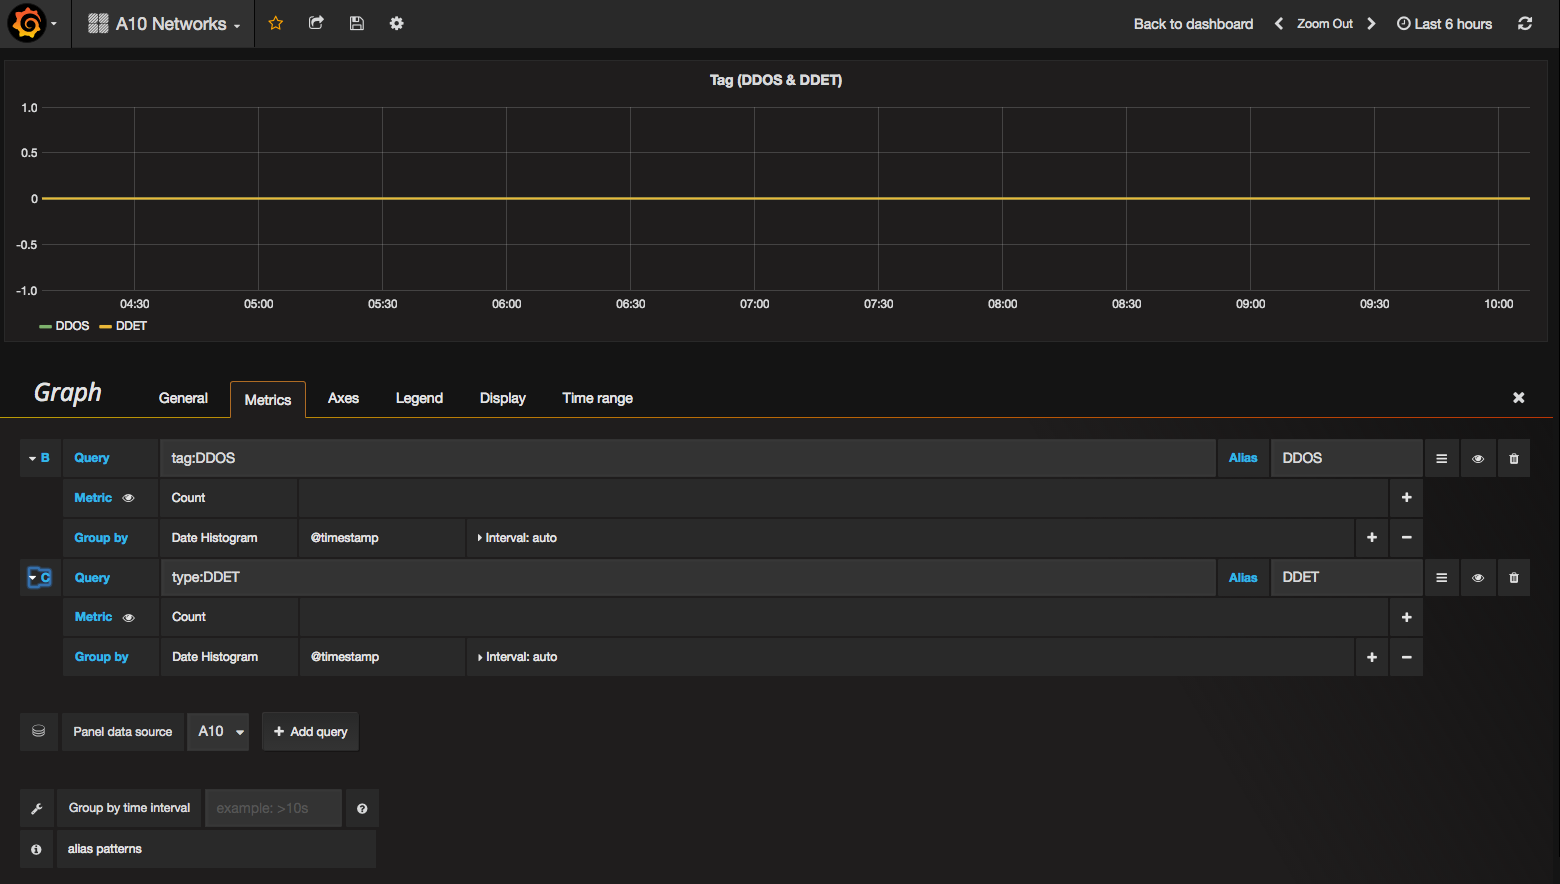 A10 Networks
Back to dashboard Zoom Out Last 6 hours
Tag (DDOS & DDET)
1.0
0.5
0
-0.5
-1.0
04:30 05:00 05:30 06:00 06:30 07:00 07:30 08:00 08:30 09:00 09:30 10:00
DDOS DDET
Graph General Metrics Axes Legend Display Time range
B Query tag:DDOS Alias DDOS
Metric Count
Group by Date Histogram @timestamp Interval: auto
C Query type:DDET Alias DDET
Metric Count
Group by Date Histogram @timestamp Interval: auto
Panel data source A10 + Add query
Group by time interval example: >10s
alias patterns